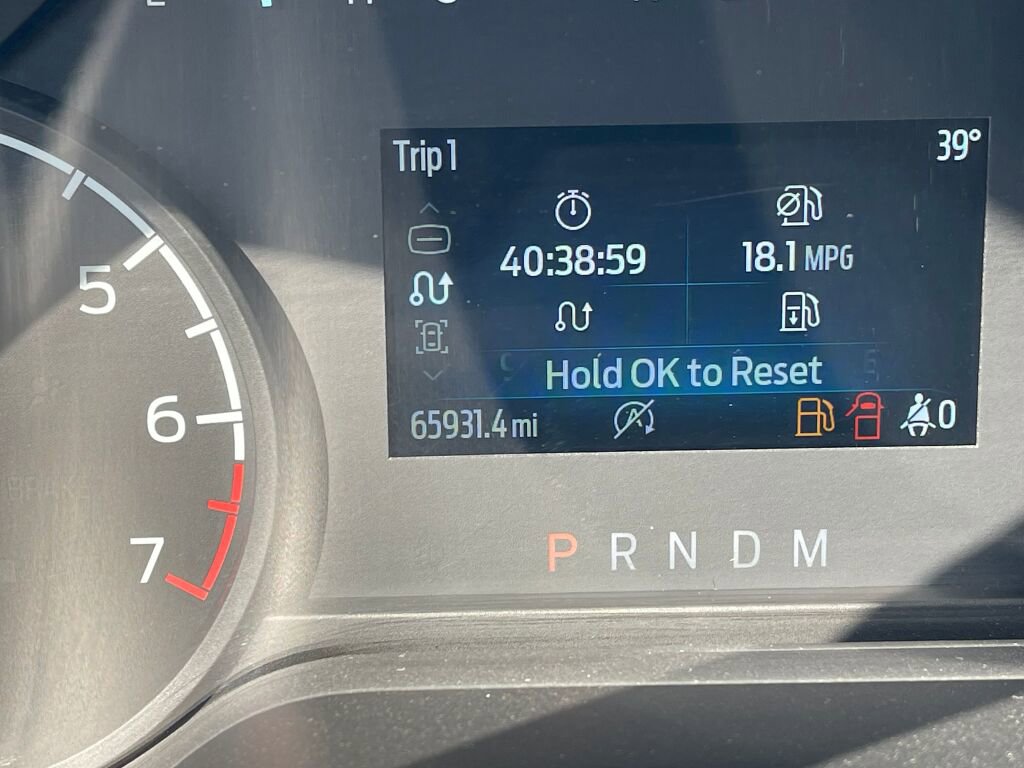 Trip 1
39°
40:38:59
18.1 MPG
Hold OK to Reset
65931.4 mi
A
0
5
6
7
P R N D M